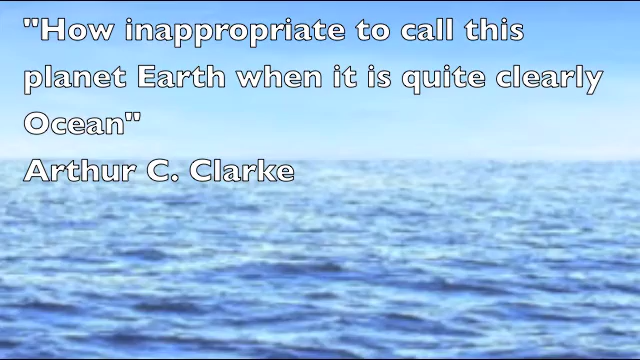 "How inappropriate to call this
planet Earth when it is quite clearly
Ocean"
Arthur C. Clarke